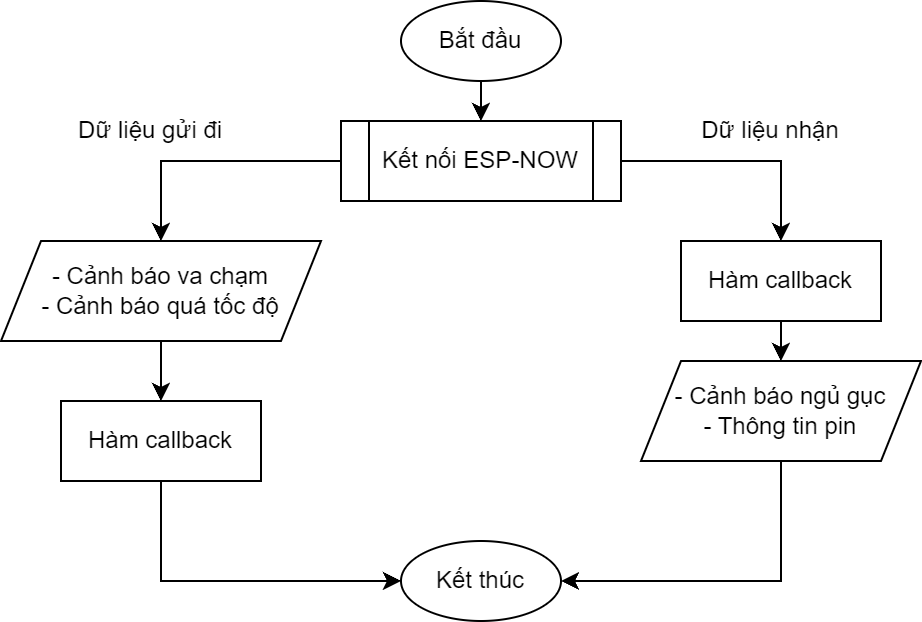 Bắt đầu
Dữ liệu gửi đi
Dữ liệu nhận
Kết nối ESP-NOW
- Cảnh báo va chạm
- Cảnh báo quá tốc độ
Hàm callback
Hàm callback
- Cảnh báo ngủ gục
- Thông tin pin
Kết thúc